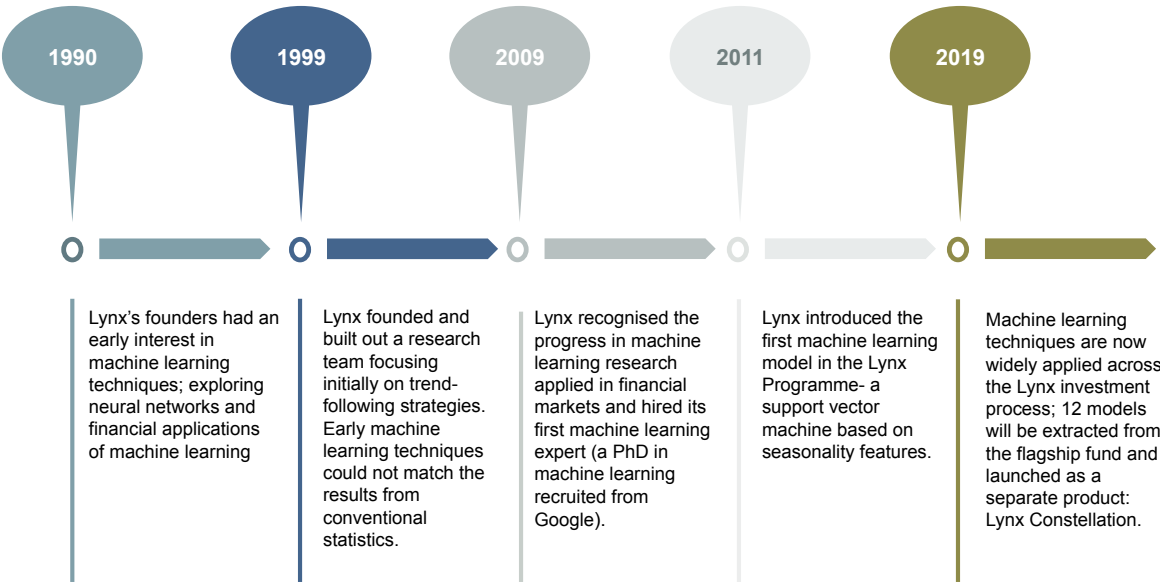 1990
1999
2009
2011
2019
Lynx's founders had an
early interest in
machine learning
techniques; exploring
neural networks and
financial applications
of machine learning
Lynx founded and
built out a research
team focusing
initially on trend-
following strategies.
Early machine
learning techniques
could not match the
results from
conventional
statistics.
Lynx recognised the
progress in machine
learning research
applied in financial
markets and hired its
first machine learning
expert (a PhD in
machine learning
recruited from
Google).
Lynx introduced the
first machine learning
model in the Lynx
Programme- a
support vector
machine based on
seasonality features.
Machine learning
techniques are now
widely applied across
the Lynx investment
process; 12 models
will be extracted from
the flagship fund and
launched as a
separate product:
Lynx Constellation.